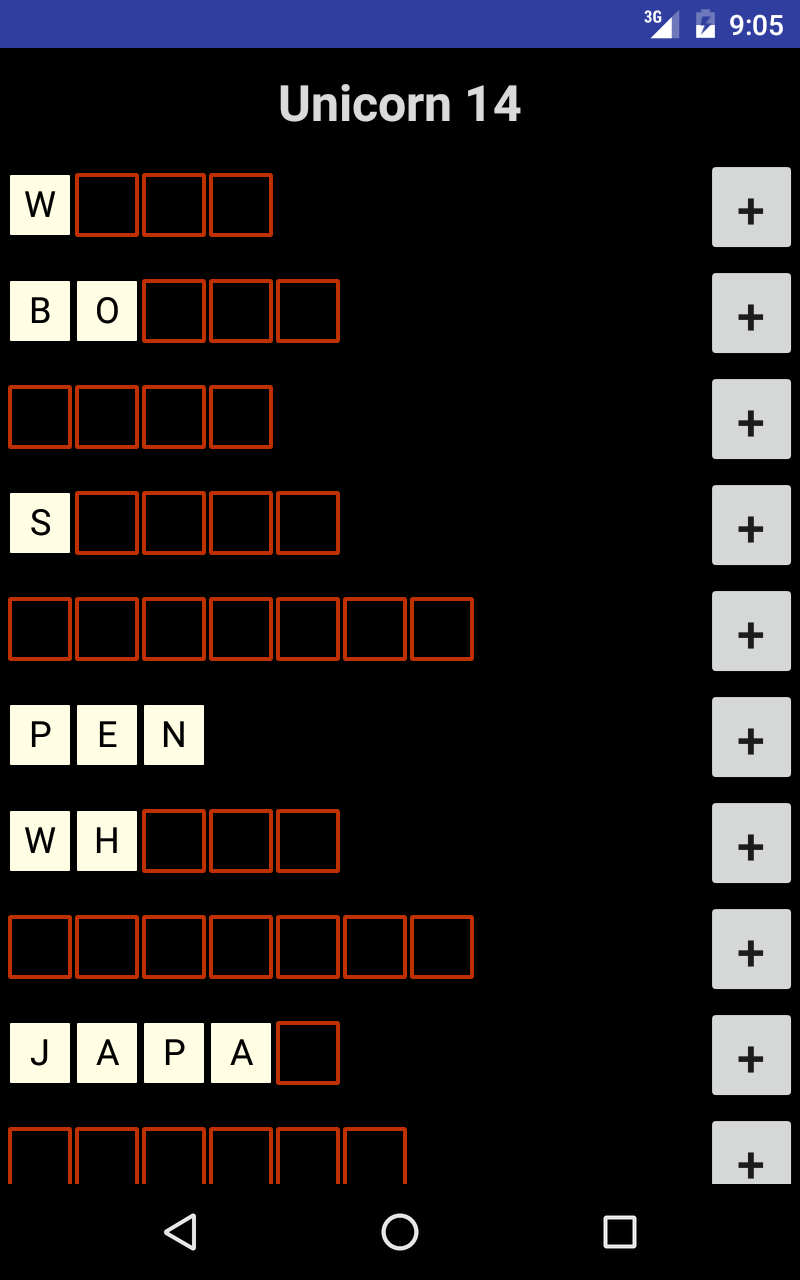 3G 9:05
Unicorn 14
W +
B O +
+
S +
+
P E N +
W H +
+
J A P A +
+